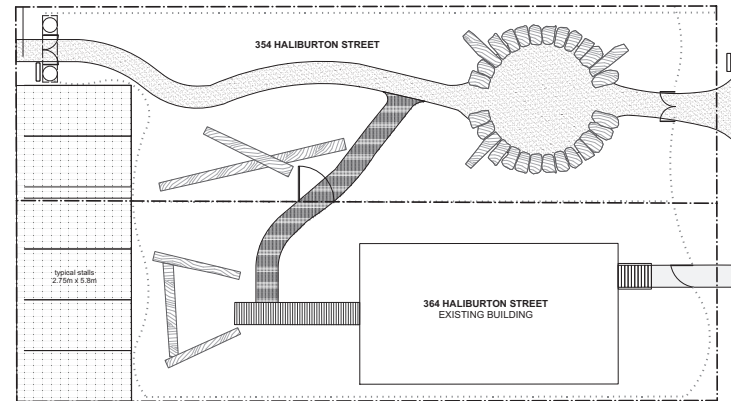 354 HALIBURTON STREET
typical stalls
2.75m x 5.8m
364 HALIBURTON STREET
EXISTING BUILDING